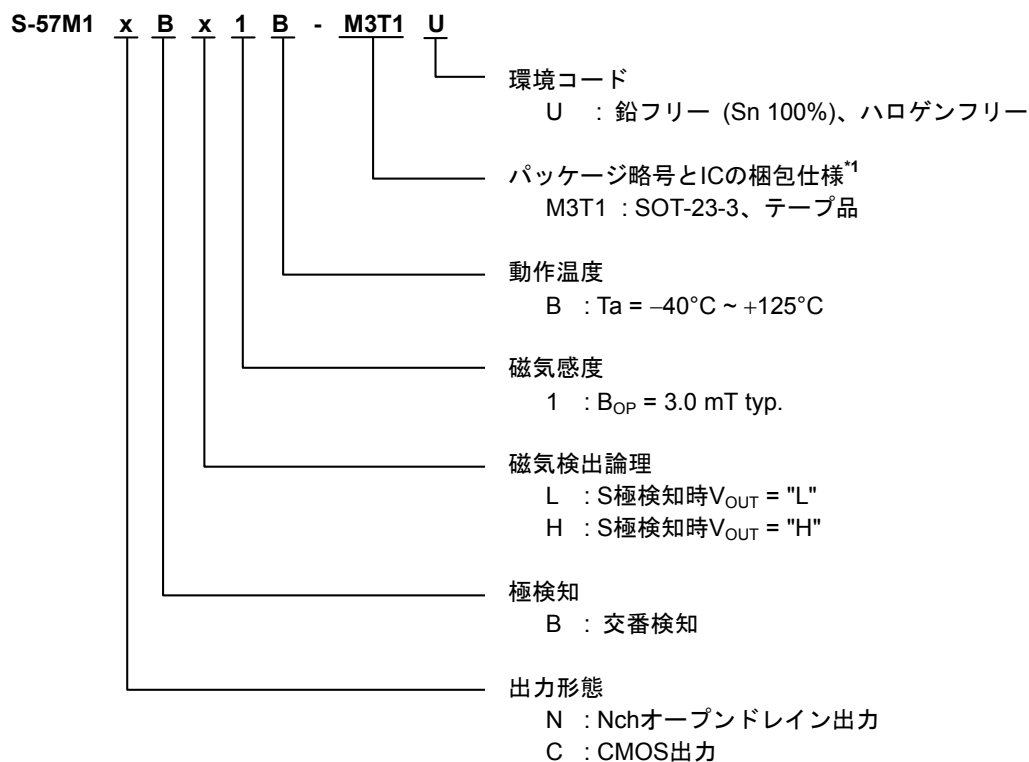 S-57M1 x B x 1 B - M3T1 U
環境コード
U : 鉛フリー (Sn 100%)、ハロゲンフリー
パッケージ略号とICの梱包仕様*1
M3T1 : SOT-23-3、テープ品
動作温度
B : Ta = −40°C ~ +125°C
磁気感度
1 : BOP = 3.0 mT typ.
磁気検出論理
L : S極検知時VOUT = "L"
H : S極検知時VOUT = "H"
極検知
B : 交番検知
出力形態
N : Nchオープンドレイン出力
C : CMOS出力